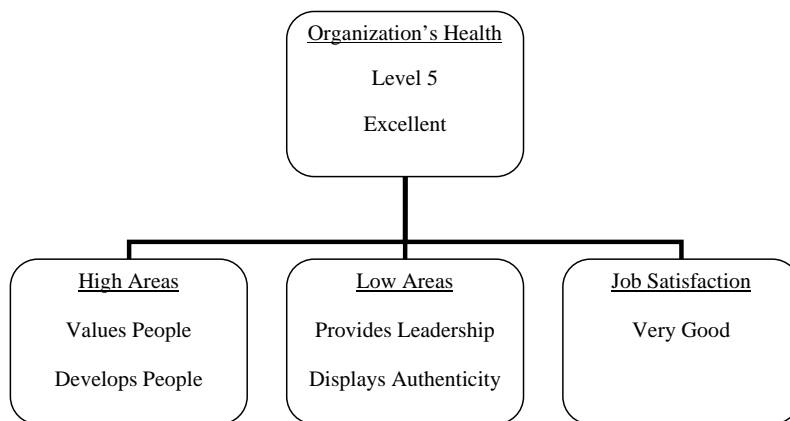 Organization’s Health
Level 5
Excellent
High Areas
Values People
Develops People
Low Areas
Provides Leadership
Displays Authenticity
Job Satisfaction
Very Good